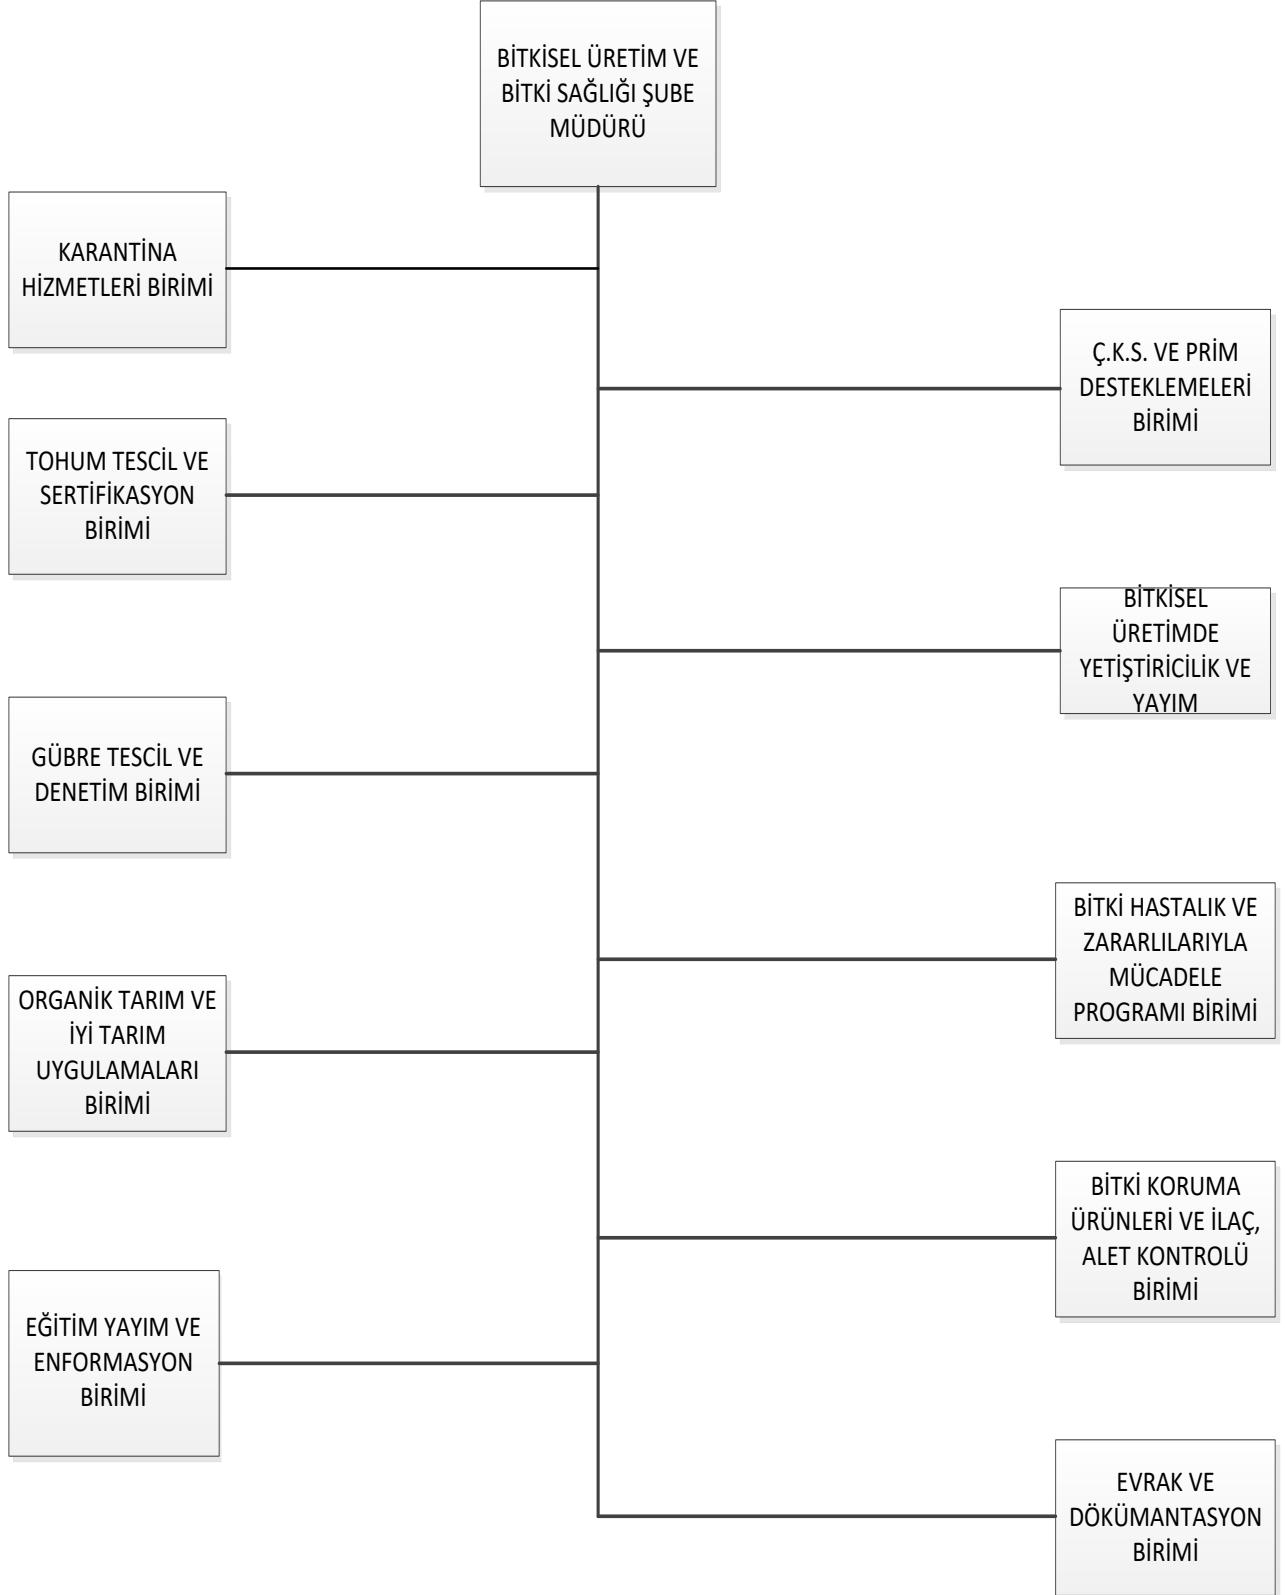 BİTKİSEL ÜRETİM VE
BİTKİ SAĞLIĞI ŞUBE
MÜDÜRÜ
KARANTİNA
HİZMETLERİ BİRİMİ
Ç.K.S. VE PRİM
DESTEKLEMELERİ
BİRİMİ
TOHUM TESCİL VE
SERTİFİKASYON
BİRİMİ
BİTKİSEL
ÜRETİMDE
YETİŞTİRİCİLİK VE
YAYIM
GÜBRE TESCİL VE
DENETİM BİRİMİ
BİTKİ HASTALIK VE
ZARARLILARIYLA
MÜCADELE
PROGRAMI BİRİMİ
ORGANİK TARIM VE
İYİ TARIM
UYGULAMALARI
BİRİMİ
BİTKİ KORUMA
ÜRÜNLERİ VE İLAÇ,
ALET KONTROLÜ
BİRİMİ
EĞİTİM YAYIM VE
ENFORMASYON
BİRİMİ
EVRAK VE
DÖKÜMANTASYON
BİRİMİ